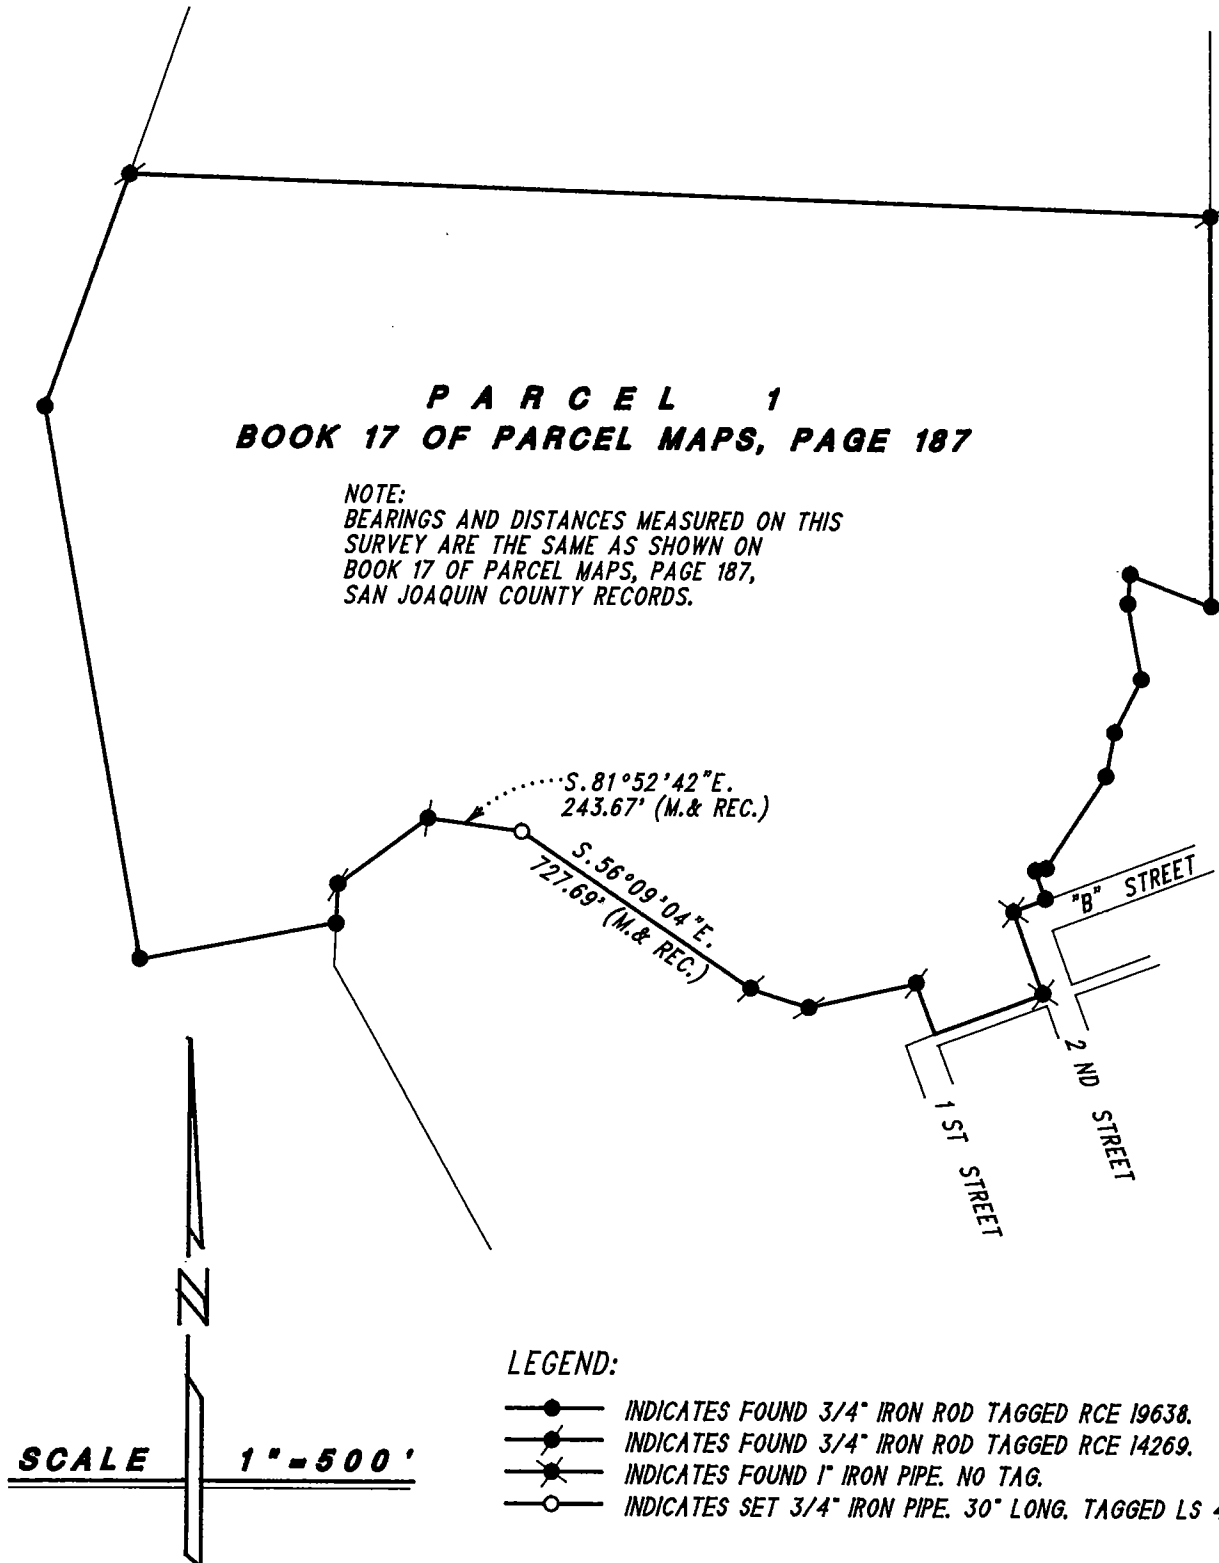 P A R C E L 1
BOOK 17 OF PARCEL MAPS, PAGE 187
NOTE:
BEARINGS AND DISTANCES MEASURED ON THIS
SURVEY ARE THE SAME AS SHOWN ON
BOOK 17 OF PARCEL MAPS, PAGE 187,
SAN JOAQUIN COUNTY RECORDS.
S.81°52'42"E.
243.67' (M.& REC.)
S.56°09'04"E.
727.69' (M.& REC.)
"B" STREET
2 ND STREET
1 ST STREET
N
SCALE 1"=500'
LEGEND:
INDICATES FOUND 3/4" IRON ROD TAGGED RCE 19638.
INDICATES FOUND 3/4" IRON ROD TAGGED RCE 14269.
INDICATES FOUND 1" IRON PIPE. NO TAG.
INDICATES SET 3/4" IRON PIPE. 30" LONG. TAGGED LS